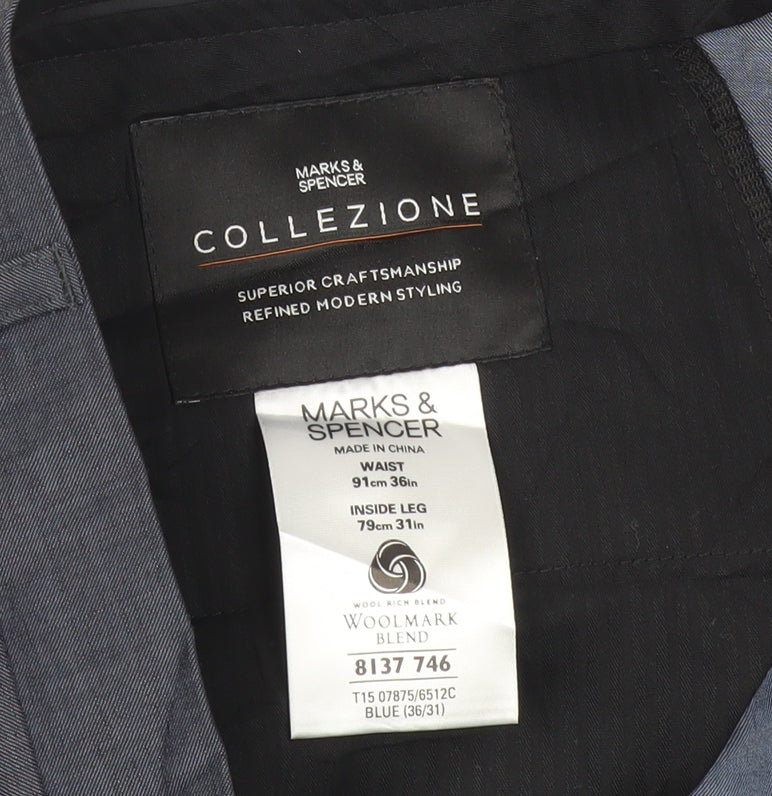 MARKS &
SPENCER
COLLEZIONE
SUPERIOR CRAFTSMANSHIP
REFINED MODERN STYLING
MARKS &
SPENCER
MADE IN CHINA
WAIST
91cm 36in
INSIDE LEG
79cm 31in
WOOL RICH BLEND
WOOLMARK
BLEND
8137 746
T15 07875/6512C
BLUE (36/31)